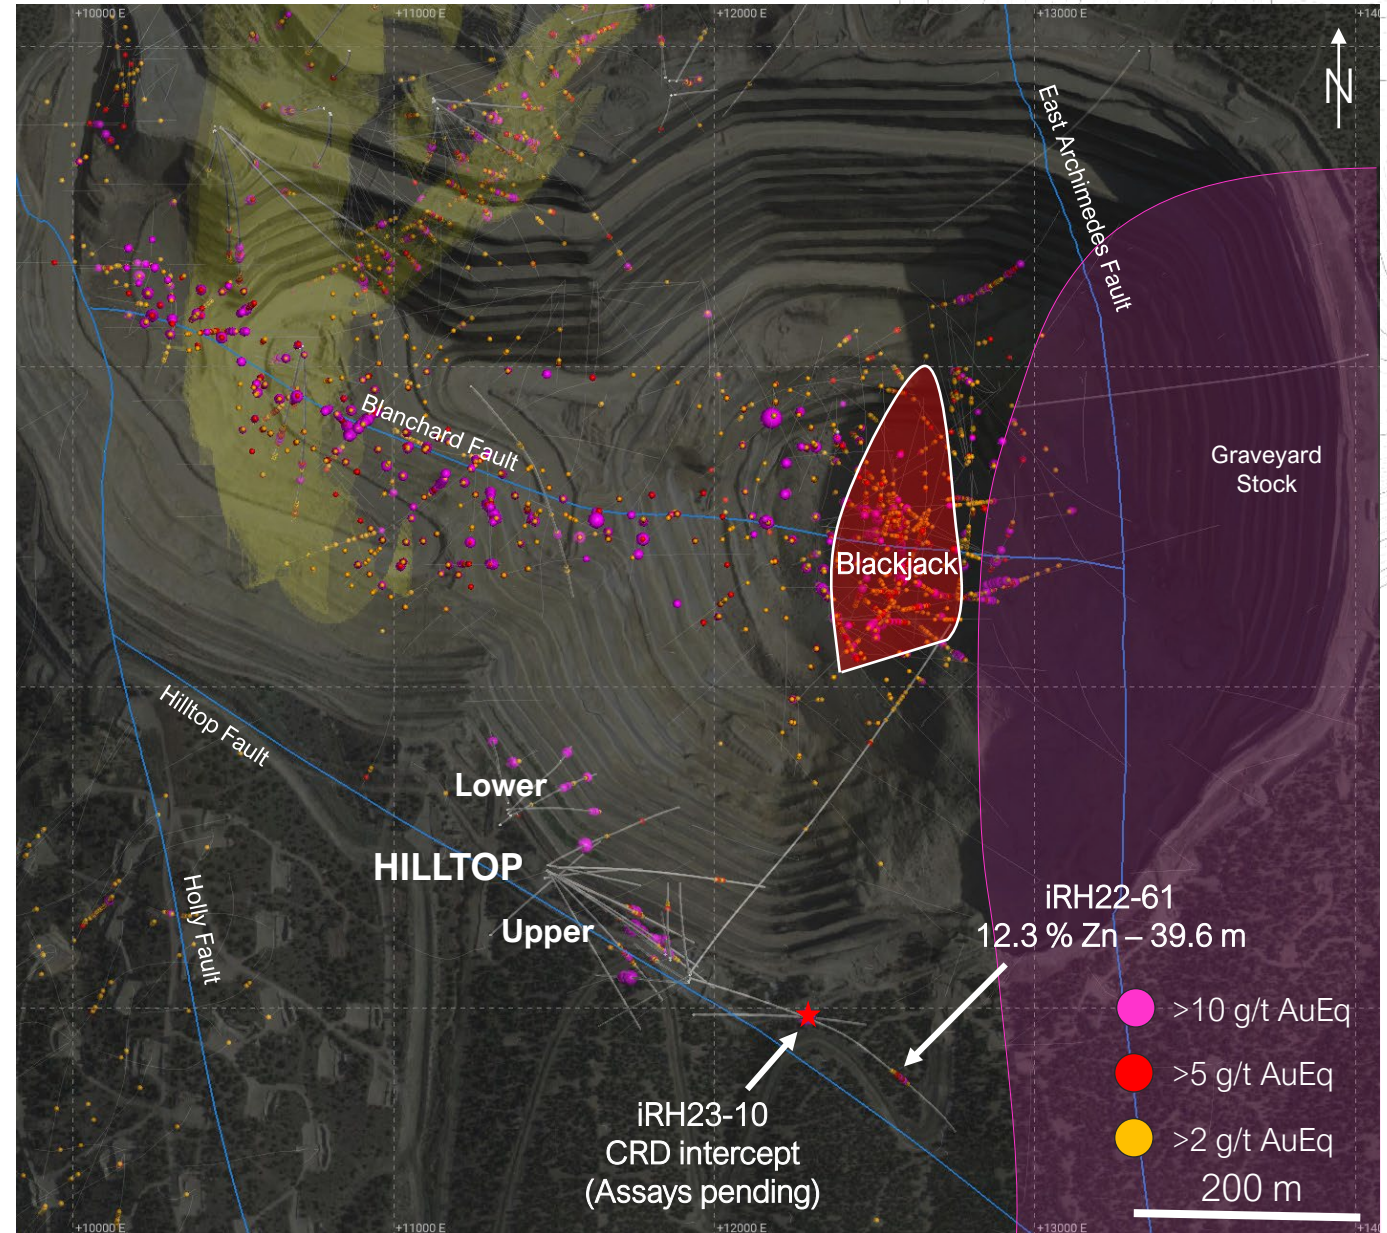 +10000 E
+11000 E
+12000 E
+13000 E
+140
N
East Archimedes Fault
Blanchard Fault
Graveyard
Stock
Blackjack
Hilltop Fault
Lower
HILLTOP
Upper
Holly Fault
iRH22-61
12.3 % Zn – 39.6 m
iRH23-10
CRD intercept
(Assays pending)
>10 g/t AuEq
>5 g/t AuEq
>2 g/t AuEq
200 m
+10000 E
+11000 E
+12000 E
+13000 E
+140